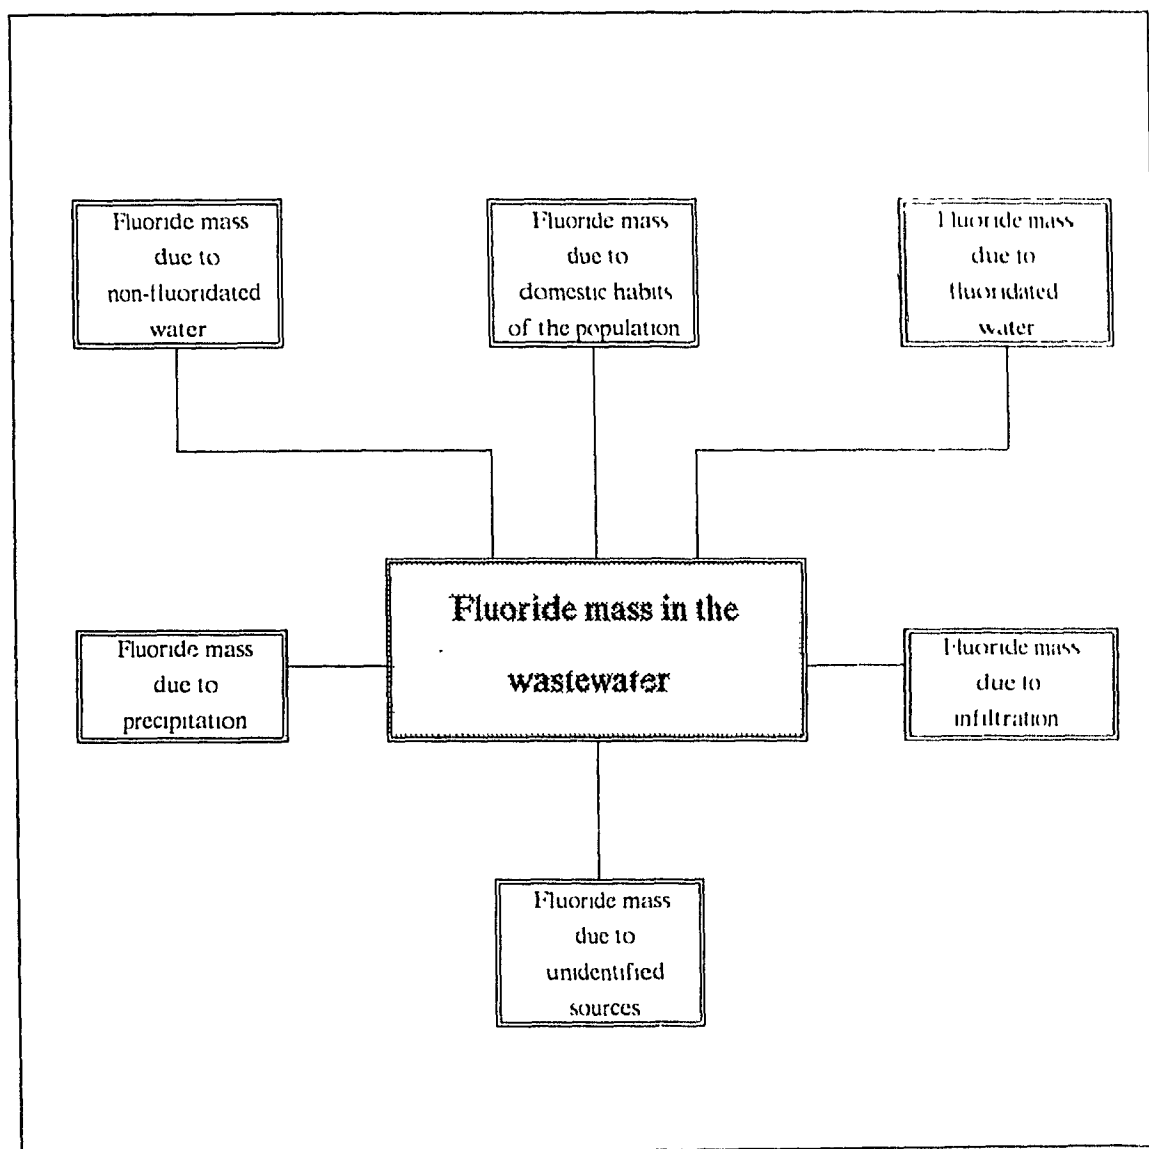 Fluoride mass
due to
non-fluoridated
water
Fluoride mass
due to
domestic habits
of the population
Fluoride mass
due to
fluoridated
water
Fluoride mass in the
wastewater
Fluoride mass
due to
precipitation
Fluoride mass
due to
infiltration
Fluoride mass
due to
unidentified
sources